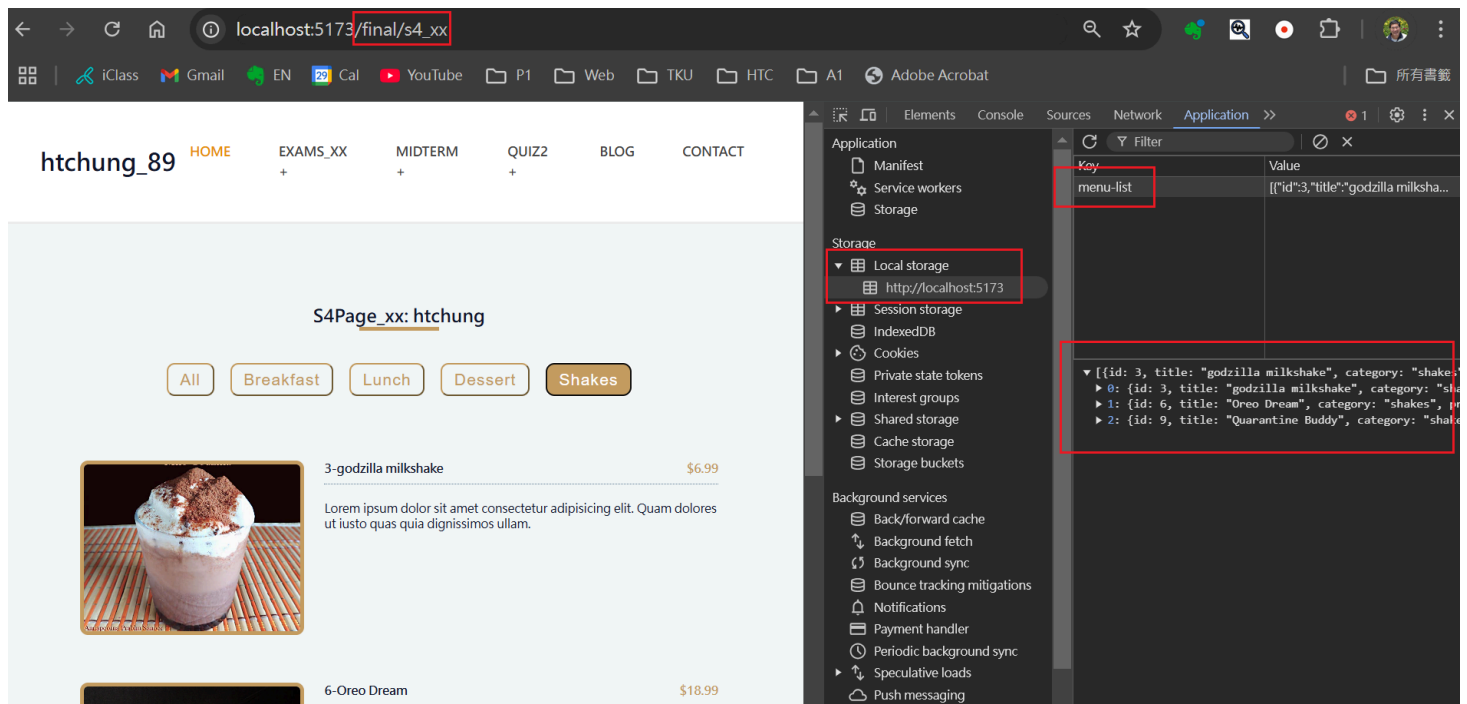 localhost:5173/final/s4_xx
iClass
Gmail
EN
29 Cal
YouTube
P1
Web
TKU
HTC
A1
Adobe Acrobat
所有書籤
htchung_89
HOME
EXAMS_XX
+
MIDTERM
+
QUIZ2
+
BLOG
CONTACT
S4Page_xx: htchung
All
Breakfast
Lunch
Dessert
Shakes
3-godzilla milkshake
$6.99
Lorem ipsum dolor sit amet consectetur adipisicing elit. Quam dolores
ut iusto quas quia dignissimos ullam.
6-Oreo Dream
$18.99
Elements
Console
Sources
Network
Application
1
Application
Manifest
Service workers
Storage
Storage
Local storage
http://localhost:5173
Session storage
IndexedDB
Cookies
Private state tokens
Interest groups
Shared storage
Cache storage
Storage buckets
Background services
Back/forward cache
Background fetch
Background sync
Bounce tracking mitigations
Notifications
Payment handler
Periodic background sync
Speculative loads
Push messaging
Filter
Key
Value
menu-list
[{"id":3,"title":"godzilla milksha...
[{id: 3, title: "godzilla milkshake", category: "shakes"
0: {id: 3, title: "godzilla milkshake", category: "sha
1: {id: 6, title: "Oreo Dream", category: "shakes", pr
2: {id: 9, title: "Quarantine Buddy", category: "shake